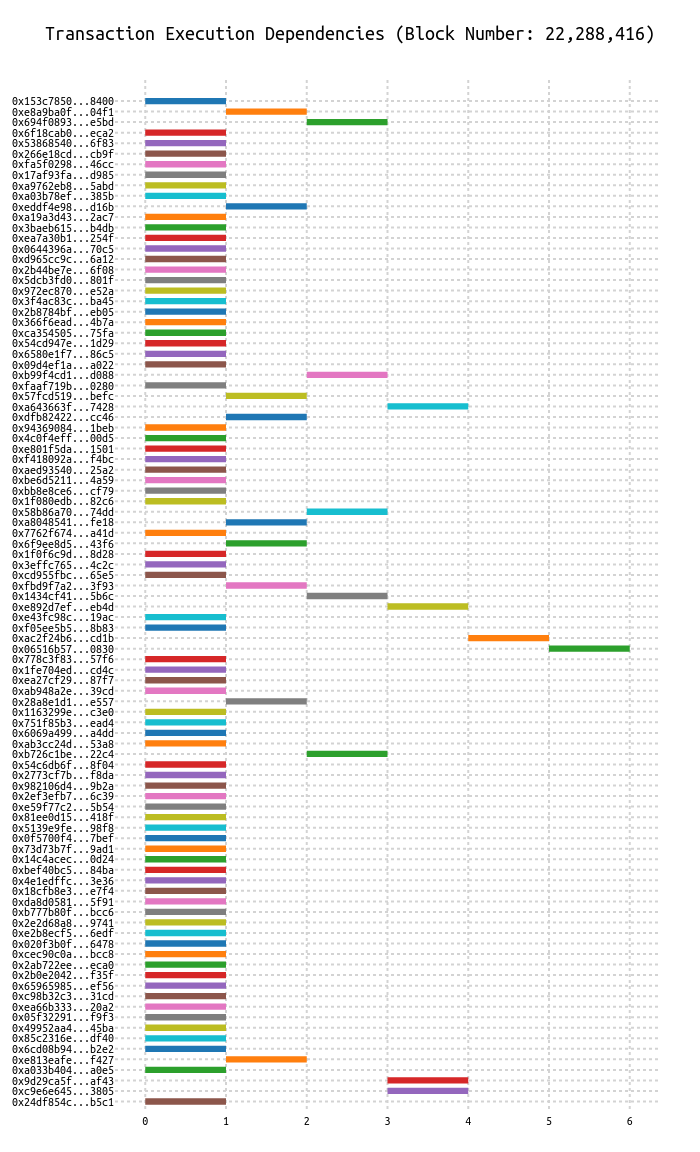 Transaction Execution Dependencies (Block Number: 22,288,416)
0x153c7850...8400
0xe8a9ba0f...04f1
0x694f0893...e5bd
0x6f18cab0...eca2
0x53868540...6f83
0x266e18cd...cb9f
0xfa5f0298...46cc
0x17af93fa...d985
0xa9762eb8...5abd
0xa03b78ef...385b
0xeddf4e98...d16b
0xa19a3d43...2ac7
0x3baeb615...b4db
0xea7a30b1...254f
0x0644396a...70c5
0xd965cc9c...6a12
0x2b44be7e...6f08
0x5dcb3fd0...801f
0x972ec870...e52a
0x3f4ac83c...ba45
0x2b8784bf...eb05
0x366f6ead...4b7a
0xca354505...75fa
0x54cd947e...1d29
0x6580e1f7...86c5
0x09d4ef1a...a022
0xb99f4cd1...d088
0xfaaf719b...0280
0x57fcd519...befc
0xa643663f...7428
0xdfb82422...cc46
0x94369084...1beb
0x4c0f4eff...00d5
0xe801f5da...1501
0xf418092a...f4bc
0xaed93540...25a2
0xbe6d5211...4a59
0xbb8e8ce6...cf79
0x1f080edb...82c6
0x58b86a70...74dd
0xa8048541...fe18
0x7762f674...a41d
0x6f9ee8d5...43f6
0x1f0f6c9d...8d28
0x3effc765...4c2c
0xcd955fbc...65e5
0xfbd9f7a2...3f93
0x1434cf41...5b6c
0xe892d7ef...eb4d
0xe43fc98c...19ac
0xf05ee5b5...8b83
0xac2f24b6...cd1b
0x06516b57...0830
0x778c3f83...57f6
0x1fe704ed...cd4c
0xea27cf29...87f7
0xab948a2e...39cd
0x28a8e1d1...e557
0x1163299e...c3e0
0x751f85b3...ead4
0x6069a499...a4dd
0xab3cc24d...53a8
0xb726c1be...22c4
0x54c6db6f...8f04
0x2773cf7b...f8da
0x982106d4...9b2a
0x2ef3efb7...6c39
0xe59f77c2...5b54
0x81ee0d15...418f
0x5139e9fe...98f8
0x0f5700f4...7bef
0x73d73b7f...9ad1
0x14c4acec...0d24
0xbef40bc5...84ba
0x4e1edffc...3e36
0x18cfb8e3...e7f4
0xda8d0581...5f91
0xb777b80f...bcc6
0x2e2d68a8...9741
0xe2b8ecf5...6edf
0x020f3b0f...6478
0xcec90c0a...bcc8
0x2ab722ee...eca0
0x2b0e2042...f35f
0x65965985...ef56
0xc98b32c3...31cd
0xea66b333...20a2
0x05f32291...f9f3
0x49952aa4...45ba
0x85c2316e...df40
0x6cd08b94...b2e2
0xe813eafe...f427
0xa033b404...a0e5
0x9d29ca5f...af43
0xc9e6e645...3805
0x24df854c...b5c1
0 1 2 3 4 5 6